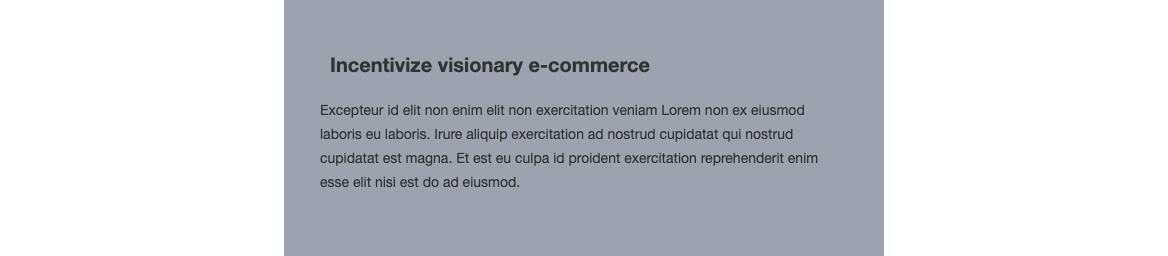 Incentivize visionary e-commerce
Excepteur id elit non enim elit non exercitation veniam Lorem non ex eiusmod
laboris eu laboris. Irure aliquip exercitation ad nostrud cupidatat qui nostrud
cupidatat est magna. Et est eu culpa id proident exercitation reprehenderit enim
esse elit nisi est do ad eiusmod.